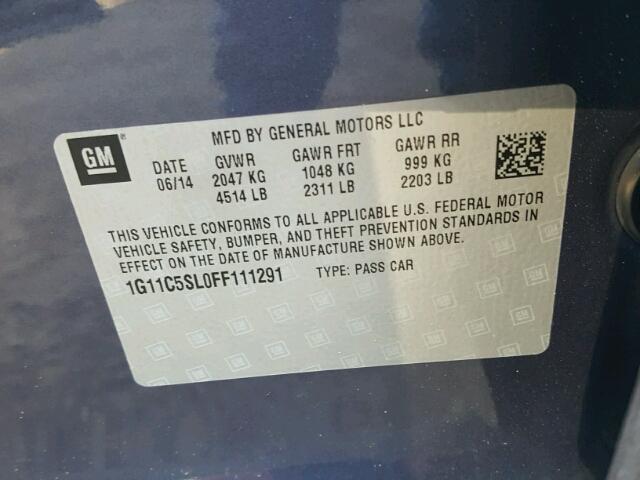 GM
MFD BY GENERAL MOTORS LLC
DATE GVWR GAWR FRT GAWR RR
06/14 2047 KG 1048 KG 999 KG
4514 LB 2311 LB 2203 LB
THIS VEHICLE CONFORMS TO ALL APPLICABLE U.S. FEDERAL MOTOR
VEHICLE SAFETY, BUMPER, AND THEFT PREVENTION STANDARDS IN
EFFECT ON THE DATE OF MANUFACTURE SHOWN ABOVE.
1G11C5SL0FF111291 TYPE: PASS CAR